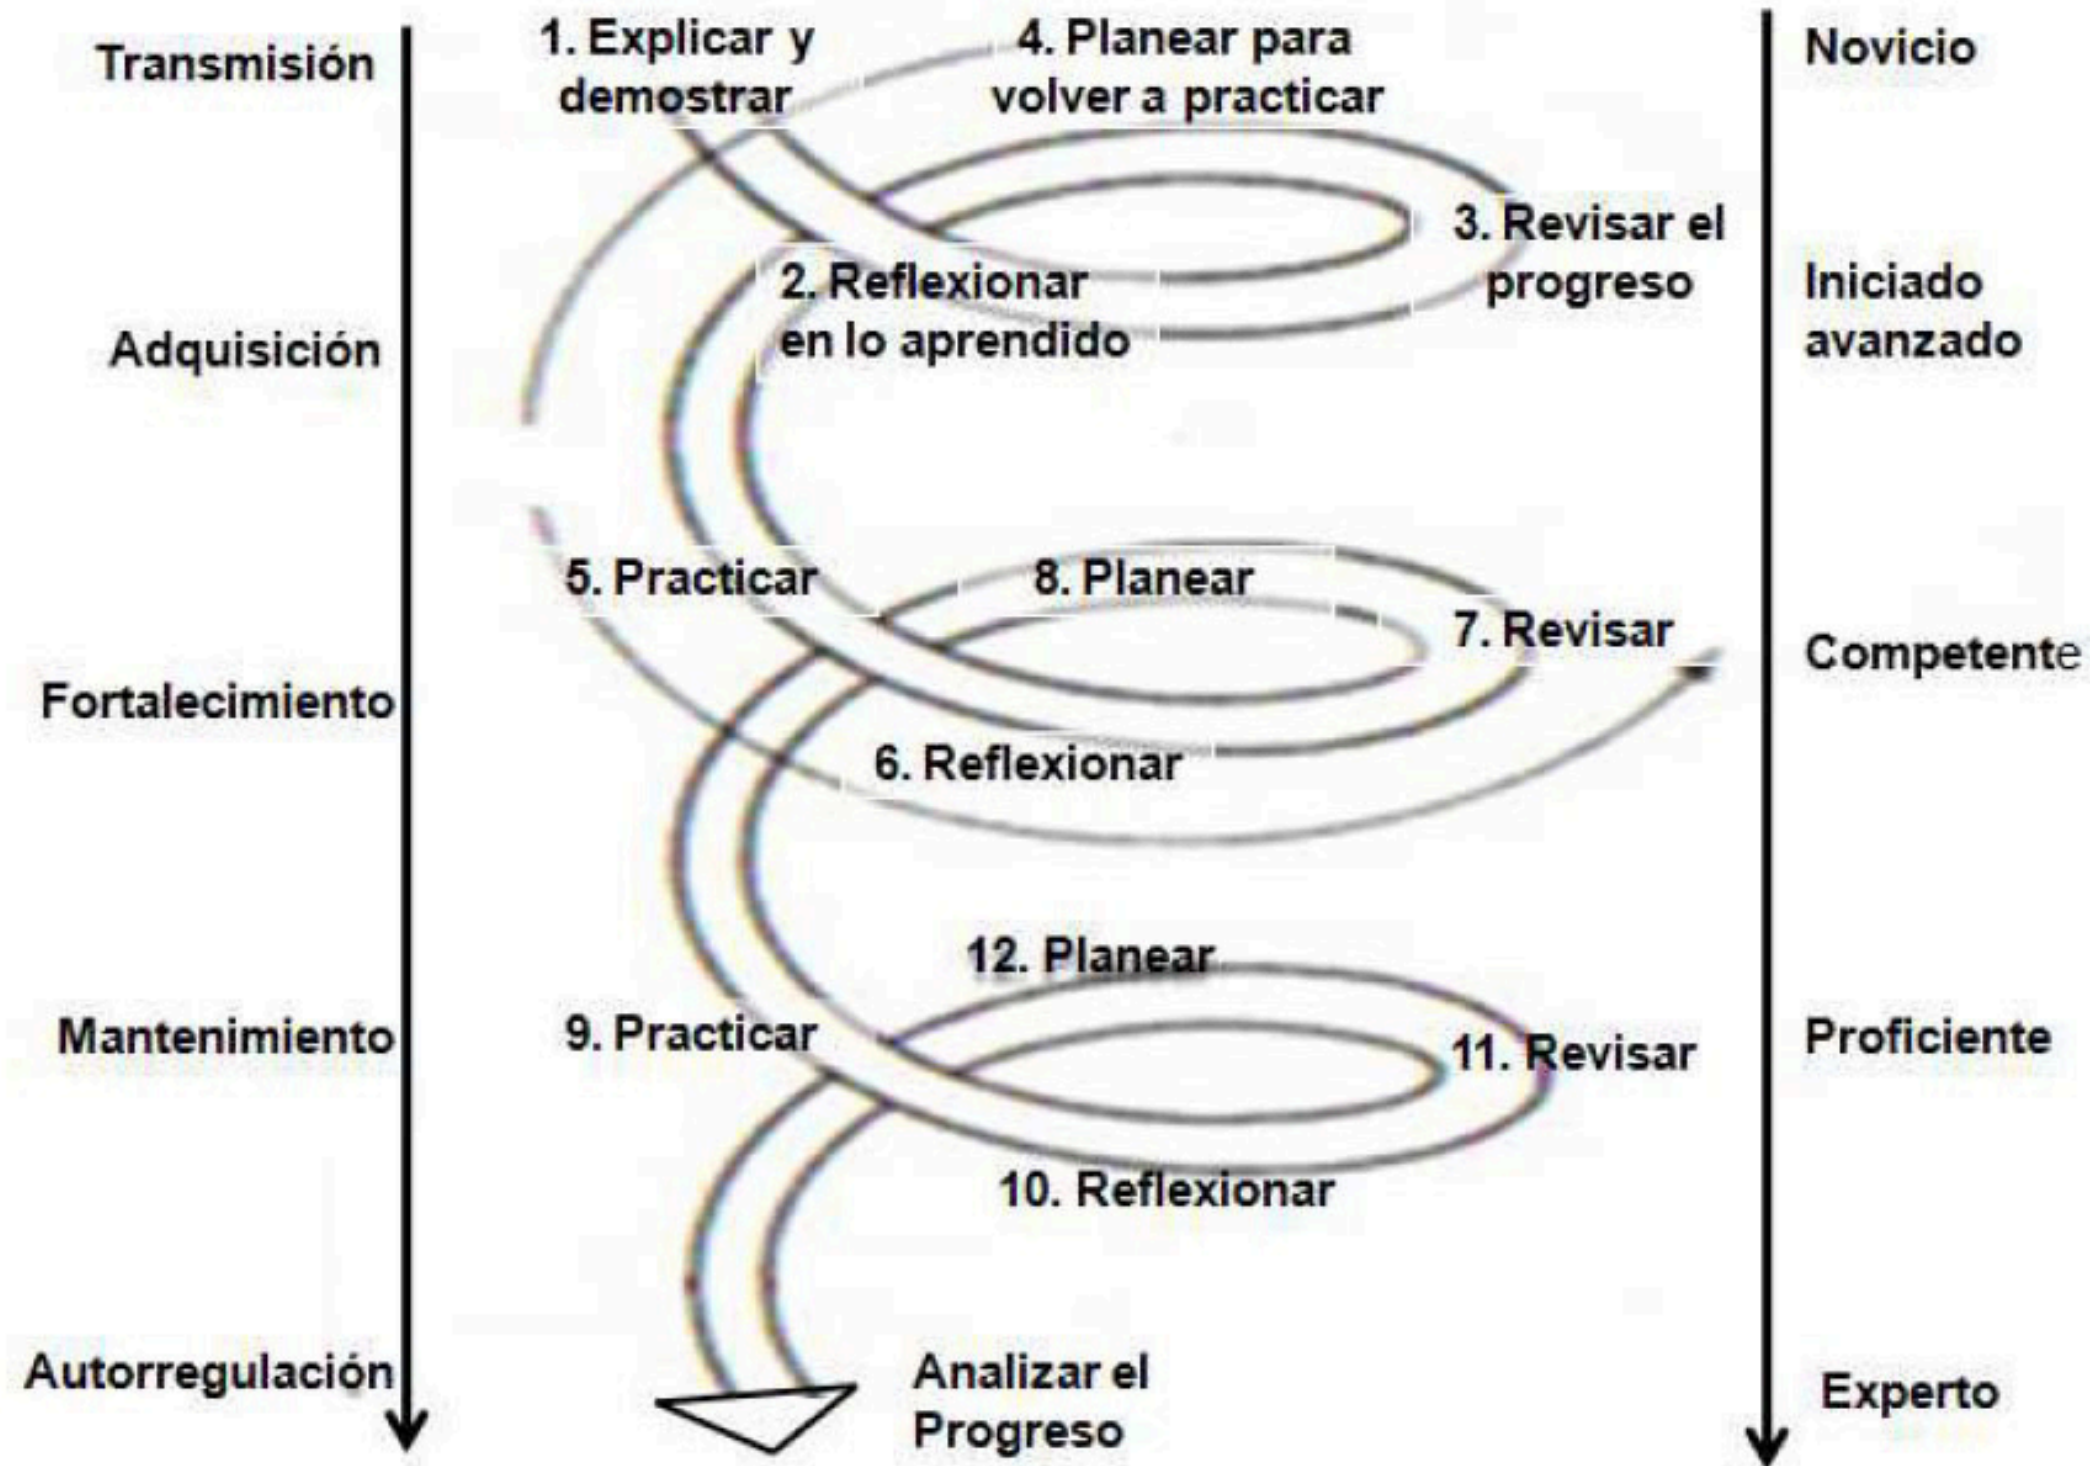 Transmisión
Adquisición
Fortalecimiento
Mantenimiento
Autorregulación
1. Explicar y
demostrar
4. Planear para
volver a practicar
3. Revisar el
progreso
2. Reflexionar
en lo aprendido
5. Practicar
8. Planear
7. Revisar
6. Reflexionar
12. Planear
9. Practicar
11. Revisar
10. Reflexionar
Analizar el
Progreso
Novicio
Iniciado
avanzado
Competente
Proficiente
Experto